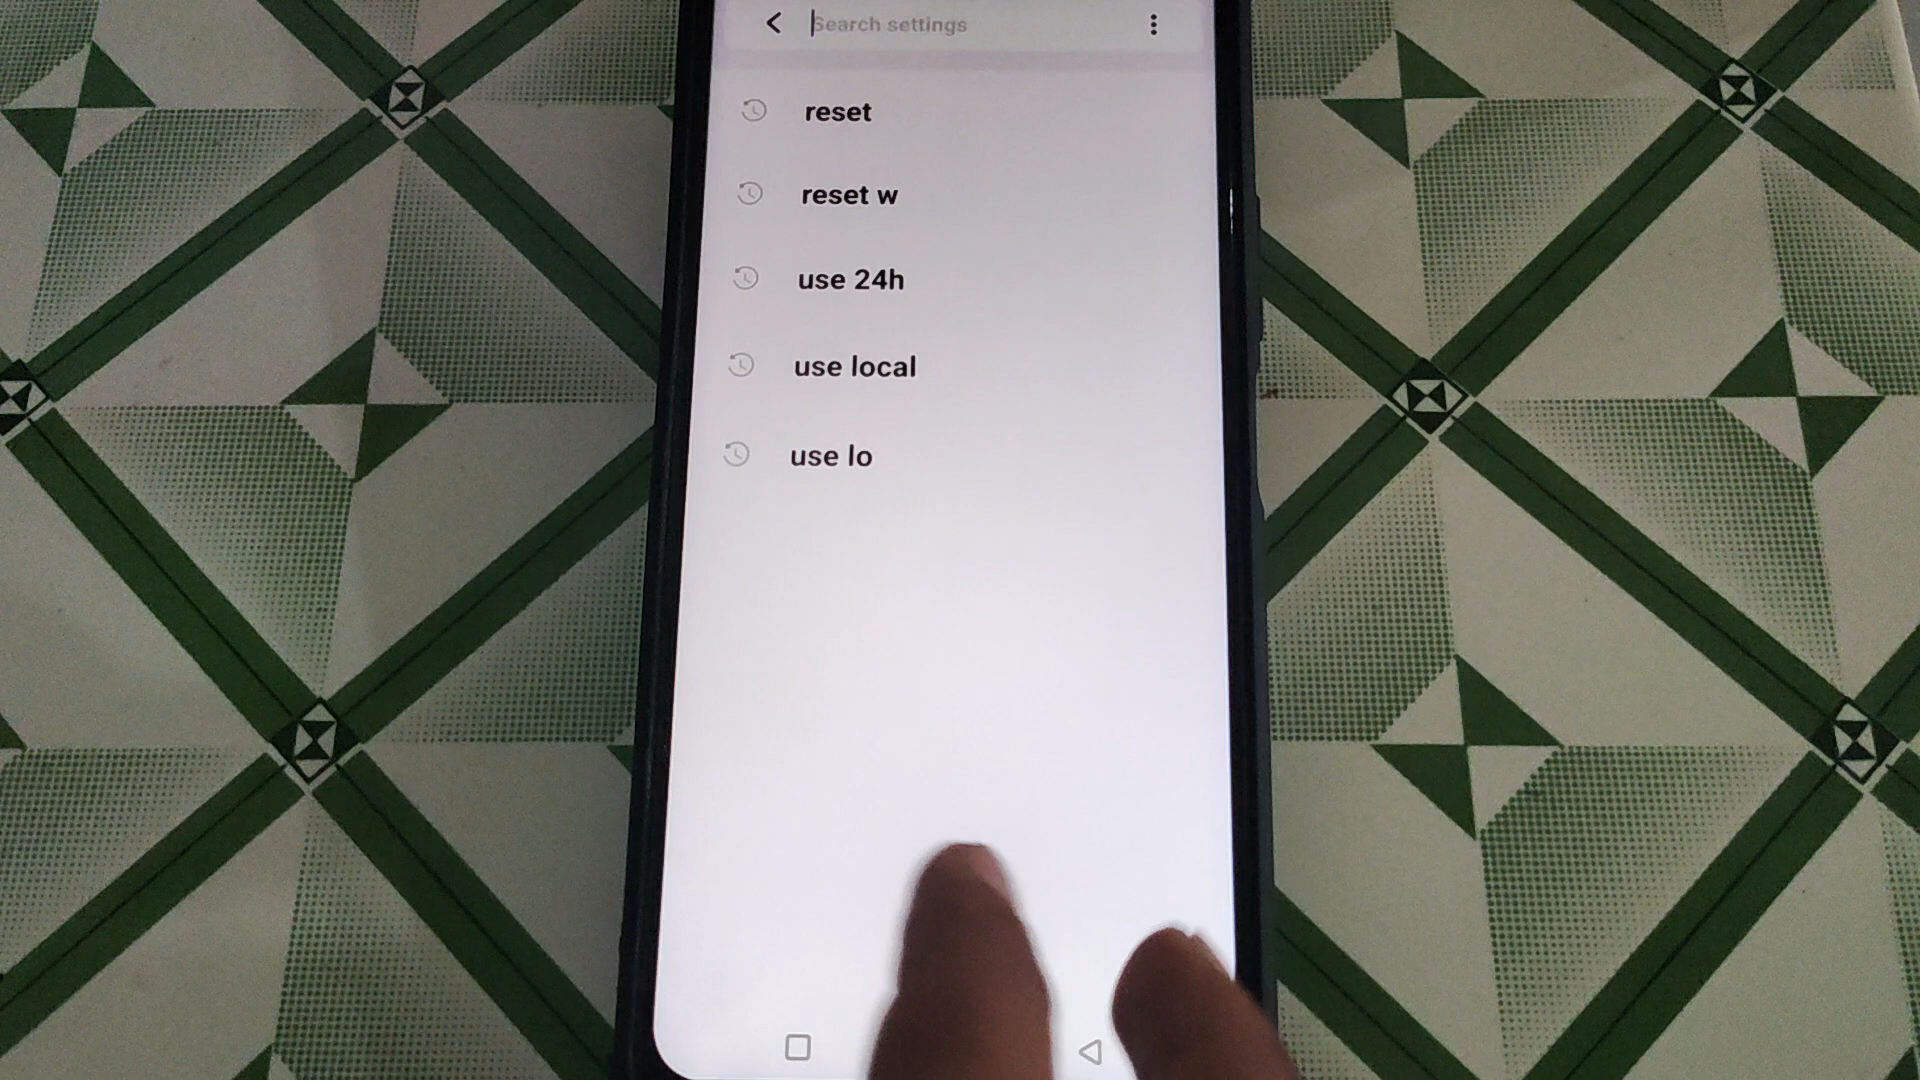 Search settings
reset
reset w
use 24h
use local
use lo